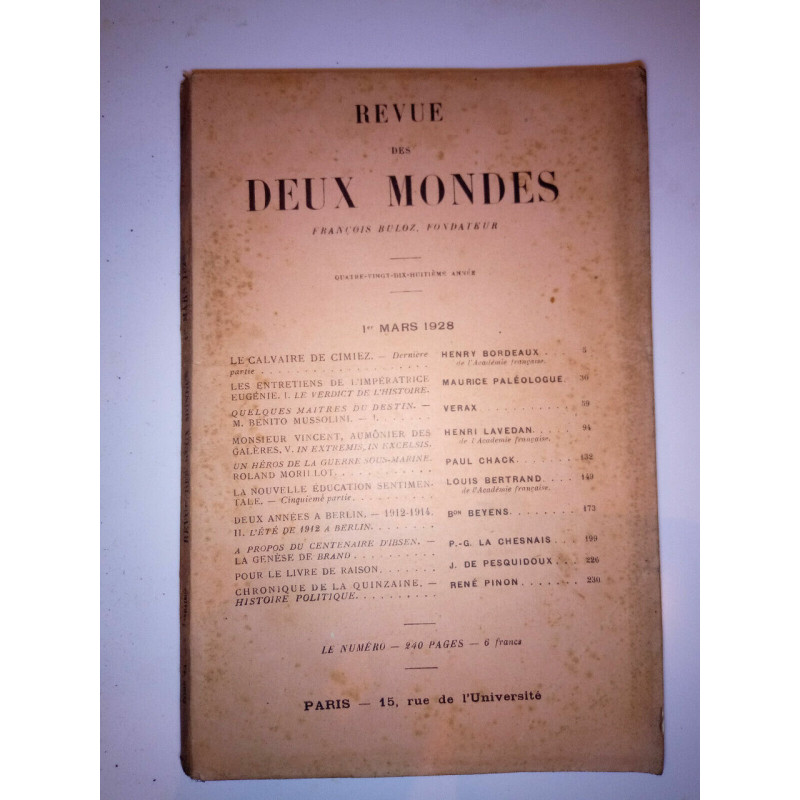 REVUE
DES
DEUX MONDES
FRANÇOIS BULOZ, FONDATEUR
QUATRE-VINGT-DIX-HUITIÈME ANNÉE
1er MARS 1928
LE CALVAIRE DE CIMIEZ. — Dernière partie . . . . . . . . HENRY BORDEAUX . . 5
de l'Académie française.
LES ENTRETIENS DE L'IMPÉRATRICE
EUGÉNIE. I. LE VERDICT DE L'HISTOIRE. MAURICE PALÉOLOGUE. 36
QUELQUES MAITRES DU DESTIN. —
M. BENITO MUSSOLINI. — I. . . . . VERAX . . . . . . . . 59
MONSIEUR VINCENT, AUMÔNIER DES
GALÈRES, V. IN EXTREMIS, IN EXCELSIS. HENRI LAVEDAN . . . 94
de l'Académie française.
UN HÉROS DE LA GUERRE SOUS-MARINE.
ROLAND MORILLOT. . . . . . . . PAUL CHACK . . . . . 132
LA NOUVELLE ÉDUCATION SENTIMEN-
TALE. — Cinquième partie. . . . . . LOUIS BERTRAND. . . 149
de l'Académie française.
DEUX ANNÉES A BERLIN. — 1912-1914.
II. L'ÉTÉ DE 1912 A BERLIN. . . . . . Bon BEYENS. . . . . . 173
A PROPOS DU CENTENAIRE D'IBSEN. —
LA GENÈSE DE BRAND . . . . . . P.-G. LA CHESNAIS . . . 199
POUR LE LIVRE DE RAISON. . . . . J. DE PESQUIDOUX . . . 226
CHRONIQUE DE LA QUINZAINE. —
HISTOIRE POLITIQUE. . . . . . . . RENÉ PINON . . . . . . 230
LE NUMÉRO — 240 PAGES — 6 francs
PARIS — 15, rue de l'Université